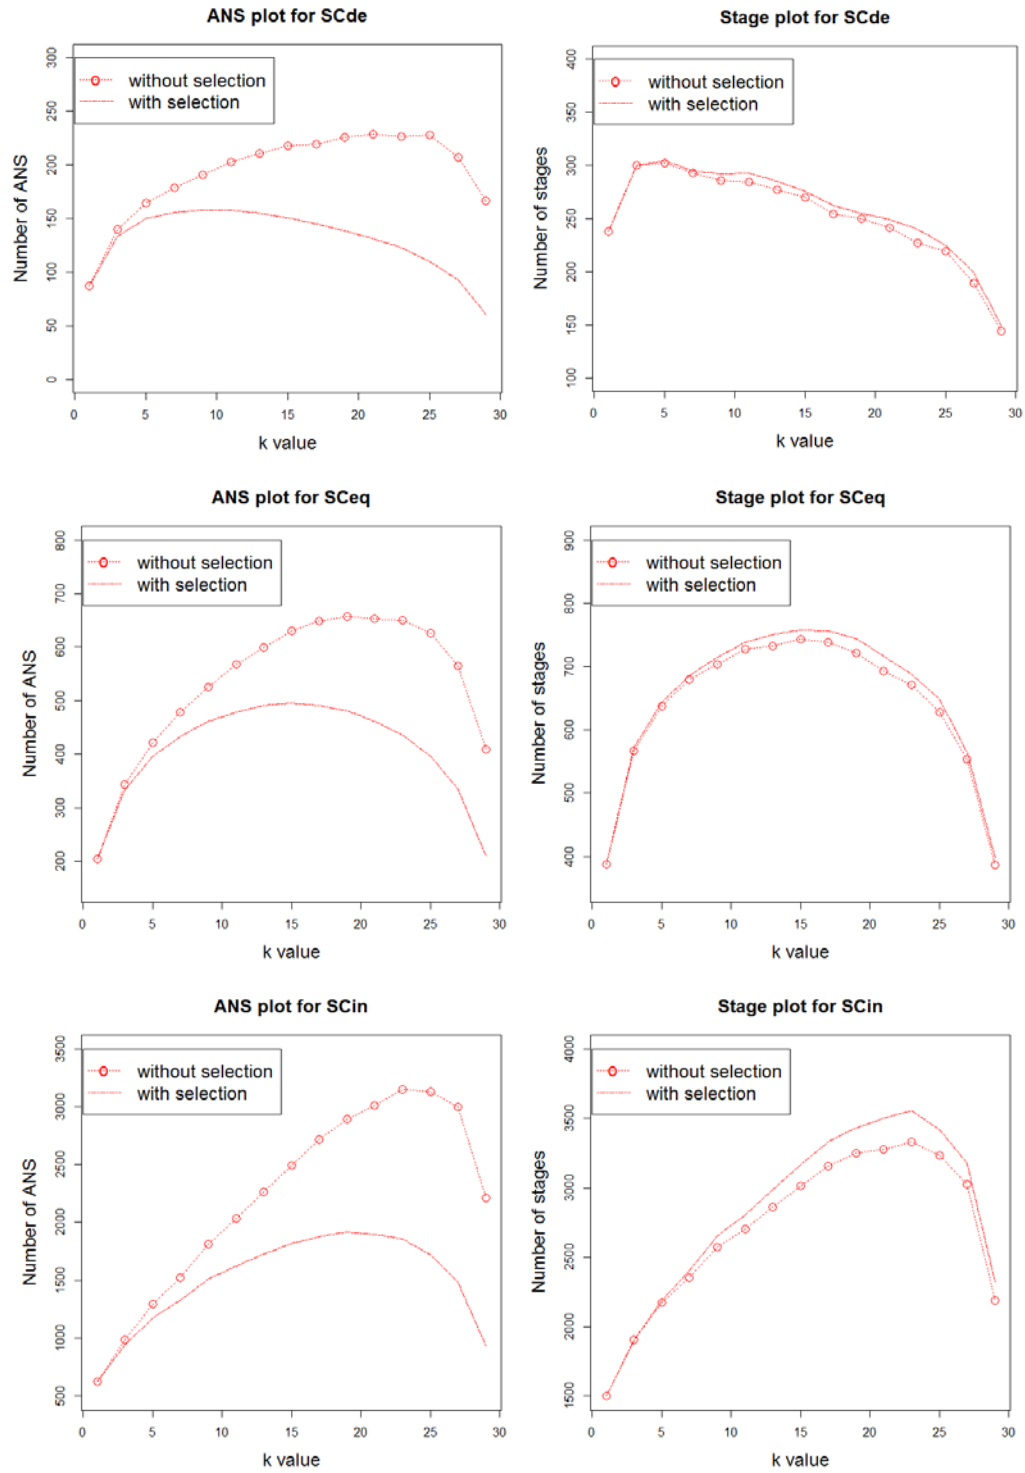 ANS plot for SCde
Number of ANS
300
250
200
150
100
50
0
without selection
with selection
0 5 10 15 20 25 30
k value
Stage plot for SCde
Number of stages
400
350
300
250
200
150
100
without selection
with selection
0 5 10 15 20 25 30
k value
ANS plot for SCeq
Number of ANS
800
700
600
500
400
300
200
without selection
with selection
0 5 10 15 20 25 30
k value
Stage plot for SCeq
Number of stages
900
800
700
600
500
400
without selection
with selection
0 5 10 15 20 25 30
k value
ANS plot for SCin
Number of ANS
3500
3000
2500
2000
1500
1000
500
without selection
with selection
0 5 10 15 20 25 30
k value
Stage plot for SCin
Number of stages
4000
3500
3000
2500
2000
1500
without selection
with selection
0 5 10 15 20 25 30
k value